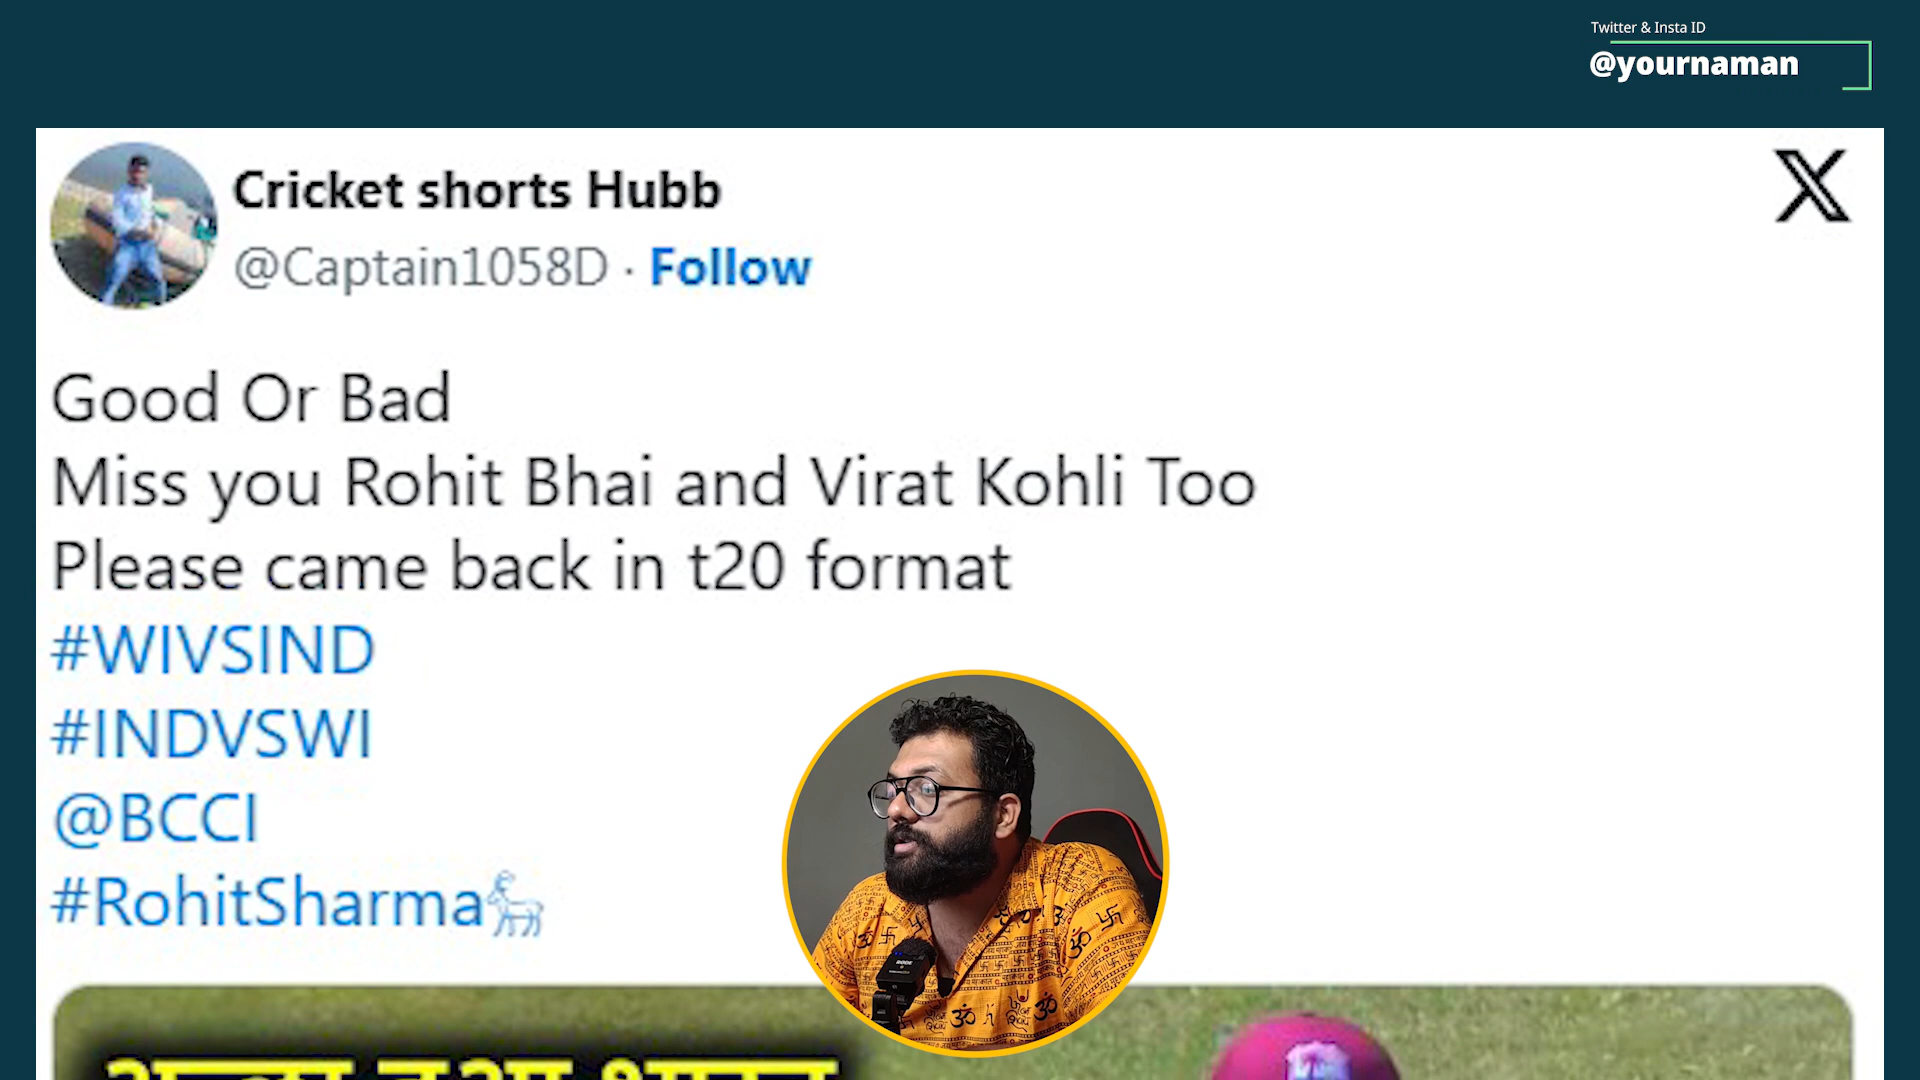 Twitter & Insta ID
@yournaman
Cricket shorts Hubb
@Captain1058D · Follow
Good Or Bad
Miss you Rohit Bhai and Virat Kohli Too
Please came back in t20 format
#WIVSIND
#INDVSWI
@BCCI
#RohitSharma🐐
RODE